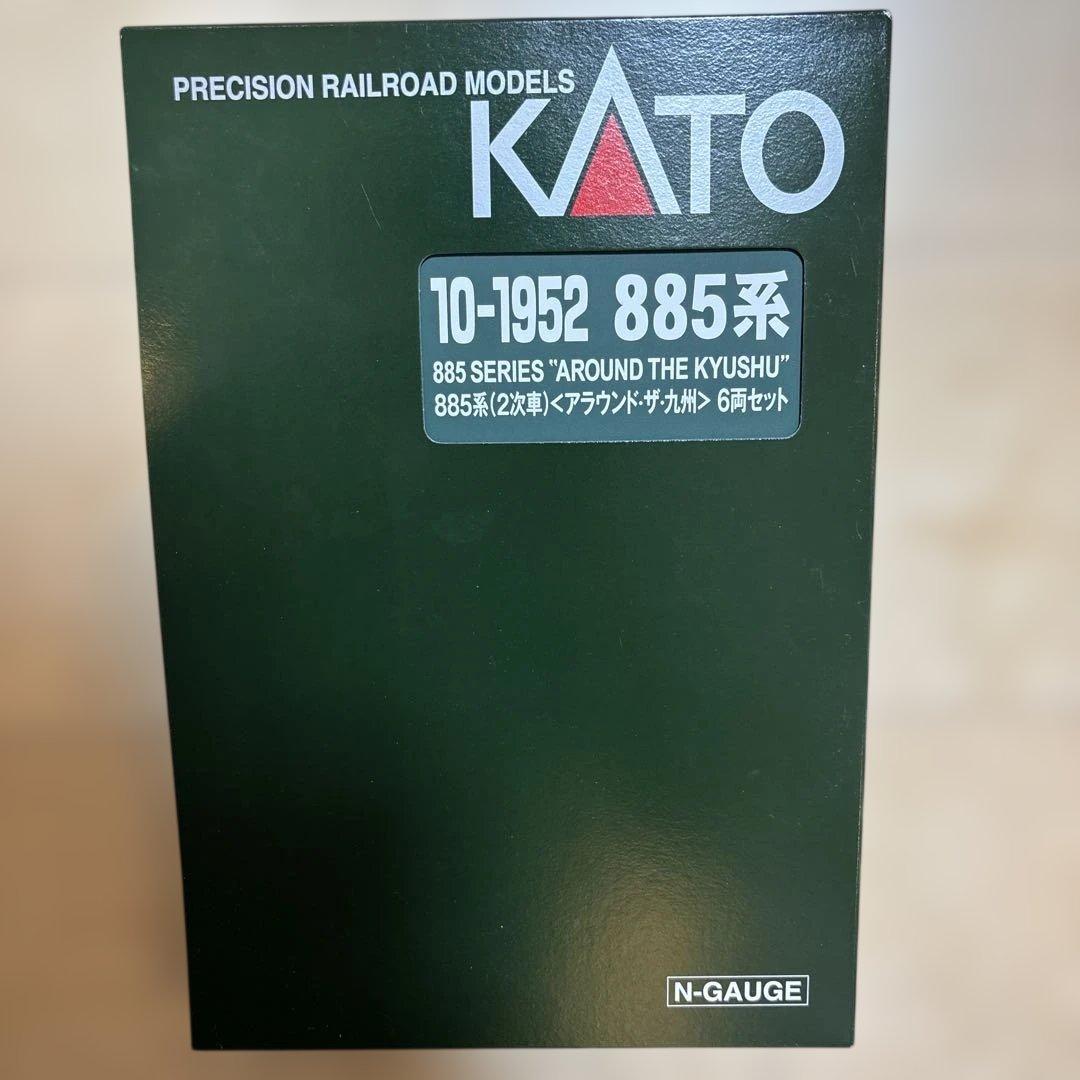 PRECISION RAILROAD MODELS
KATO
10-1952 885系
885 SERIES "AROUND THE KYUSHU"
885系(2次車)<アラウンド・ザ・九州> 6両セット
N-GAUGE